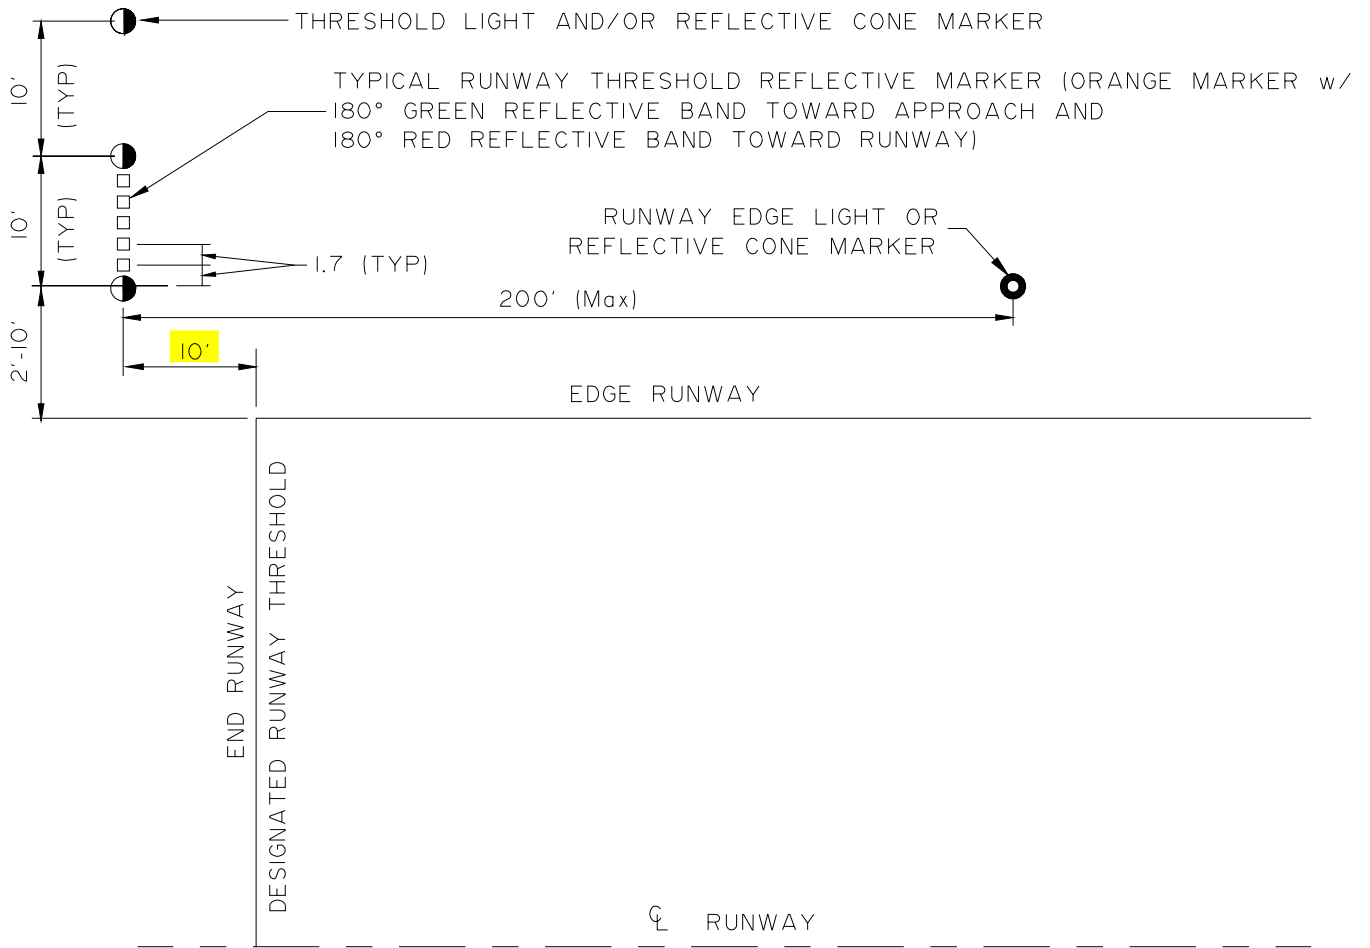 THRESHOLD LIGHT AND/OR REFLECTIVE CONE MARKER
10'
(TYP)
TYPICAL RUNWAY THRESHOLD REFLECTIVE MARKER (ORANGE MARKER w/
180° GREEN REFLECTIVE BAND TOWARD APPROACH AND
180° RED REFLECTIVE BAND TOWARD RUNWAY)
10'
(TYP)
RUNWAY EDGE LIGHT OR
REFLECTIVE CONE MARKER
1.7 (TYP)
200' (Max)
2'-10'
10'
EDGE RUNWAY
END RUNWAY
DESIGNATED RUNWAY THRESHOLD
℄ RUNWAY